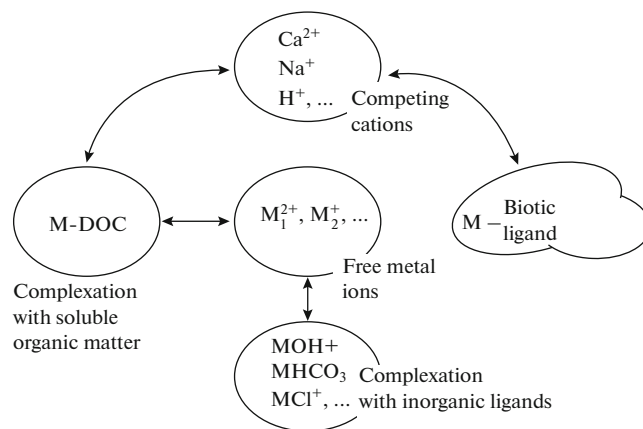 Ca²⁺
Na⁺
H⁺, ...
Competing
cations
M-DOC
Complexation
with soluble
organic matter
M₁²⁺, M₂⁺, ...
Free metal
ions
M – Biotic
ligand
MOH+
MHCO₃
MCl⁺, ...
Complexation
with inorganic ligands